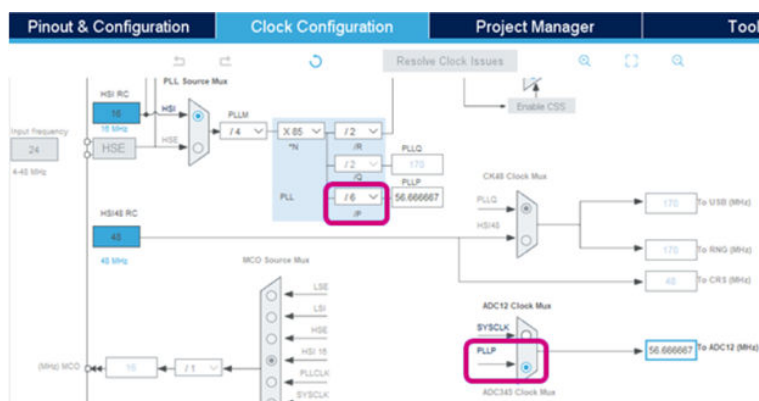 Pinout & Configuration
Clock Configuration
Project Manager
Tool
Resolve Clock Issues
PLL Source Mux
HSI RC
16
16 MHz
HSI
HSE
Input frequency
24
4-48 MHz
HSE
PLLM
/ 4
X 85
*N
/ 2
/R
/ 2
/Q
PLLQ
170
PLLP
PLL
/ 6
/P
56.666667
Enable CSS
HSI48 RC
48
48 MHz
CK48 Clock Mux
PLLQ
HSI48
170
To USB (MHz)
170
To RNG (MHz)
48
To CRS (MHz)
MCO Source Mux
LSE
LSI
HSE
HSI 16
PLLCLK
SYSCLK
(MHz) MCO
16
/ 1
ADC12 Clock Mux
SYSCLK
PLLP
56.666667
To ADC12 (MHz)
ADC345 Clock Mux